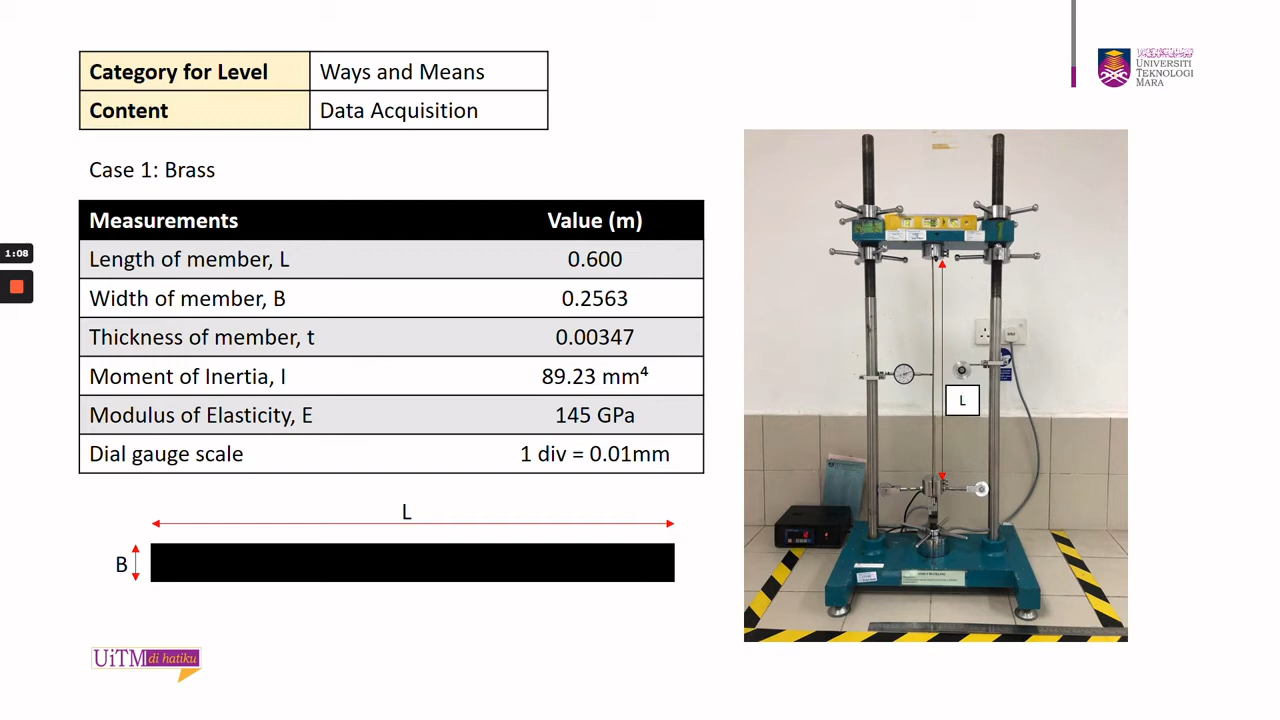 Category for Level Ways and Means
Content Data Acquisition
UNIVERSITI
TEKNOLOGI
MARA
Case 1: Brass
Measurements Value (m)
Length of member, L 0.600
Width of member, B 0.2563
Thickness of member, t 0.00347
Moment of Inertia, I 89.23 mm⁴
Modulus of Elasticity, E 145 GPa
Dial gauge scale 1 div = 0.01mm
1:08
L
L
B
UiTM di hatiku